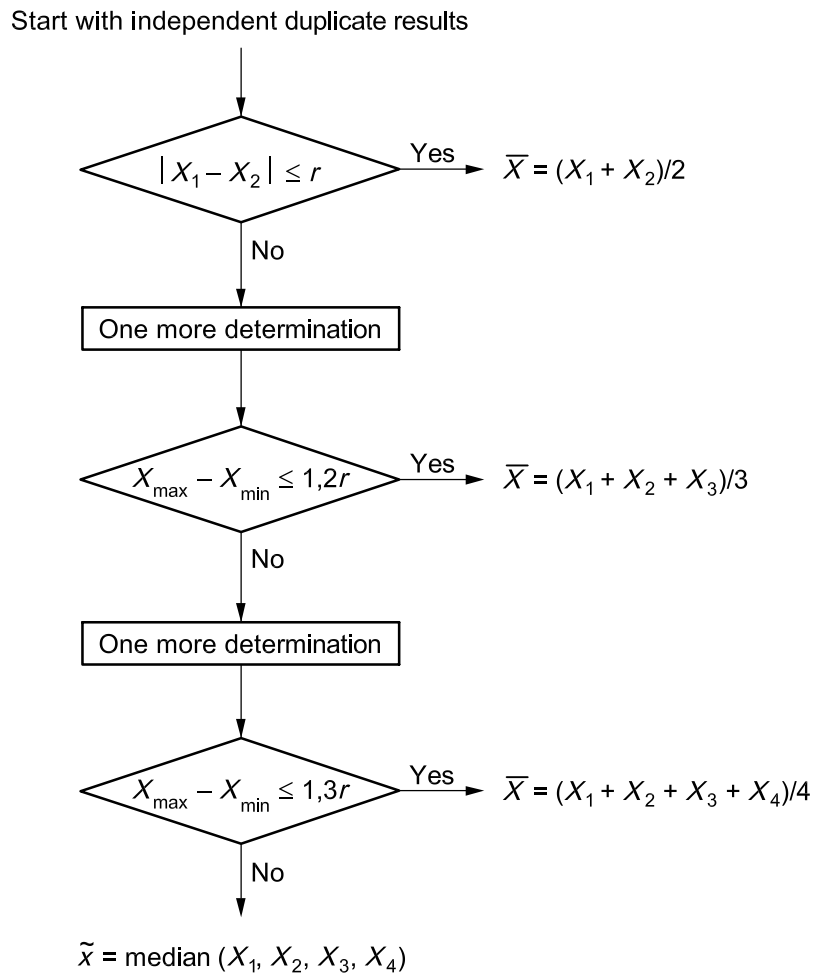 Start with independent duplicate results
|X₁ – X₂| ≤ r
Yes
X̅ = (X₁ + X₂)/2
No
One more determination
Xmax – Xmin ≤ 1,2r
Yes
X̅ = (X₁ + X₂ + X₃)/3
No
One more determination
Xmax – Xmin ≤ 1,3r
Yes
X̅ = (X₁ + X₂ + X₃ + X₄)/4
No
x̃ = median (X₁, X₂, X₃, X₄)